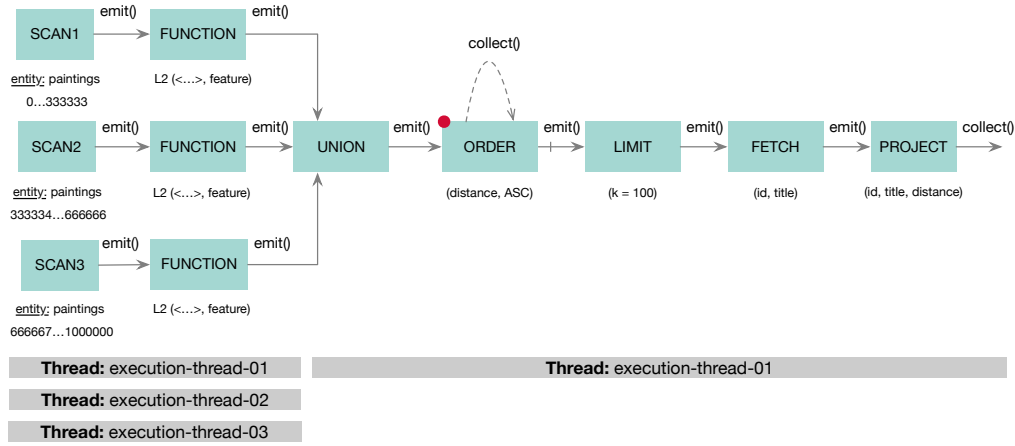 emit()
emit()
SCAN1
FUNCTION
collect()
entity: paintings
L2 (<...>, feature)
0...333333
emit()
emit()
emit()
emit()
emit()
emit()
emit()
collect()
SCAN2
FUNCTION
UNION
ORDER
LIMIT
FETCH
PROJECT
entity: paintings
L2 (<...>, feature)
(distance, ASC)
(k = 100)
(id, title)
(id, title, distance)
333334...666666
emit()
emit()
SCAN3
FUNCTION
entity: paintings
L2 (<...>, feature)
666667...1000000
Thread: execution-thread-01
Thread: execution-thread-01
Thread: execution-thread-02
Thread: execution-thread-03